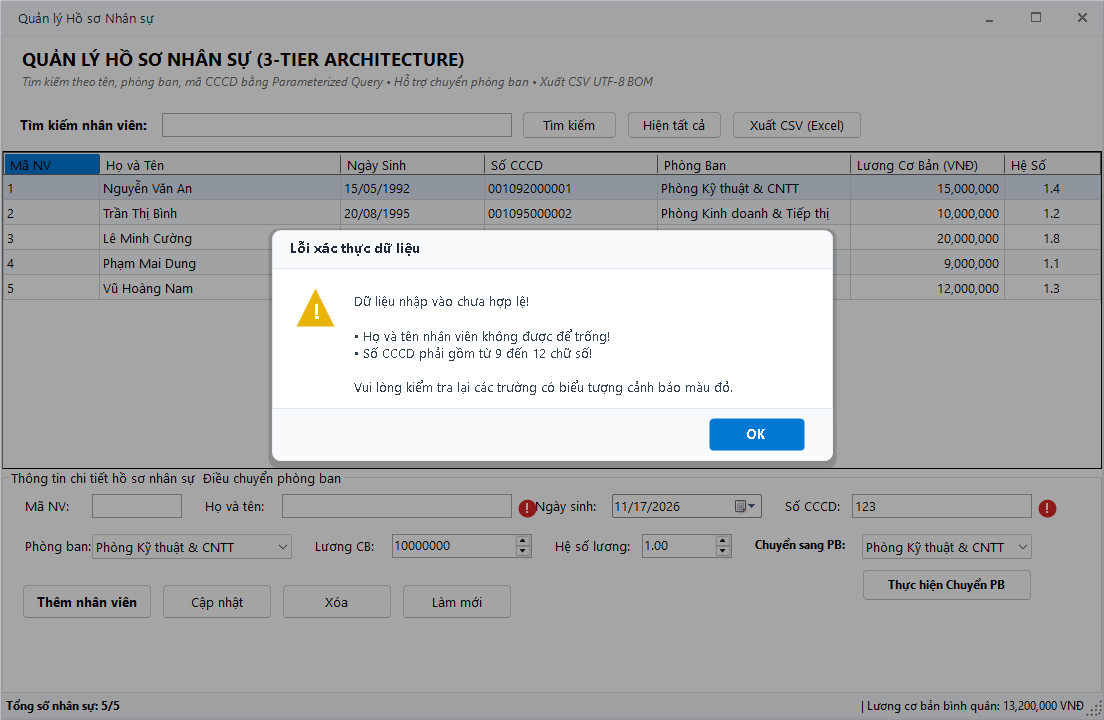 Quản lý Hồ sơ Nhân sự
QUẢN LÝ HỒ SƠ NHÂN SỰ (3-TIER ARCHITECTURE)
Tìm kiếm theo tên, phòng ban, mã CCCD bằng Parameterized Query • Hỗ trợ chuyển phòng ban • Xuất CSV UTF-8 BOM
Tìm kiếm nhân viên: Tìm kiếm Hiện tất cả Xuất CSV (Excel)
Mã NV Họ và Tên Ngày Sinh Số CCCD Phòng Ban Lương Cơ Bản (VNĐ) Hệ Số
1 Nguyễn Văn An 15/05/1992 001092000001 Phòng Kỹ thuật & CNTT 15,000,000 1.4
2 Trần Thị Bình 20/08/1995 001095000002 Phòng Kinh doanh & Tiếp thị 10,000,000 1.2
3 Lê Minh Cường 20,000,000 1.8
4 Phạm Mai Dung 9,000,000 1.1
5 Vũ Hoàng Nam 12,000,000 1.3
Lỗi xác thực dữ liệu
Dữ liệu nhập vào chưa hợp lệ!
• Họ và tên nhân viên không được để trống!
• Số CCCD phải gồm từ 9 đến 12 chữ số!
Vui lòng kiểm tra lại các trường có biểu tượng cảnh báo màu đỏ.
OK
Thông tin chi tiết hồ sơ nhân sự Điều chuyển phòng ban
Mã NV: Họ và tên: Ngày sinh: 11/17/2026 Số CCCD: 123
Phòng ban: Phòng Kỹ thuật & CNTT Lương CB: 10000000 Hệ số lương: 1.00 Chuyển sang PB: Phòng Kỹ thuật & CNTT
Thực hiện Chuyển PB
Thêm nhân viên Cập nhật Xóa Làm mới
Tổng số nhân sự: 5/5 | Lương cơ bản bình quân: 13,200,000 VNĐ